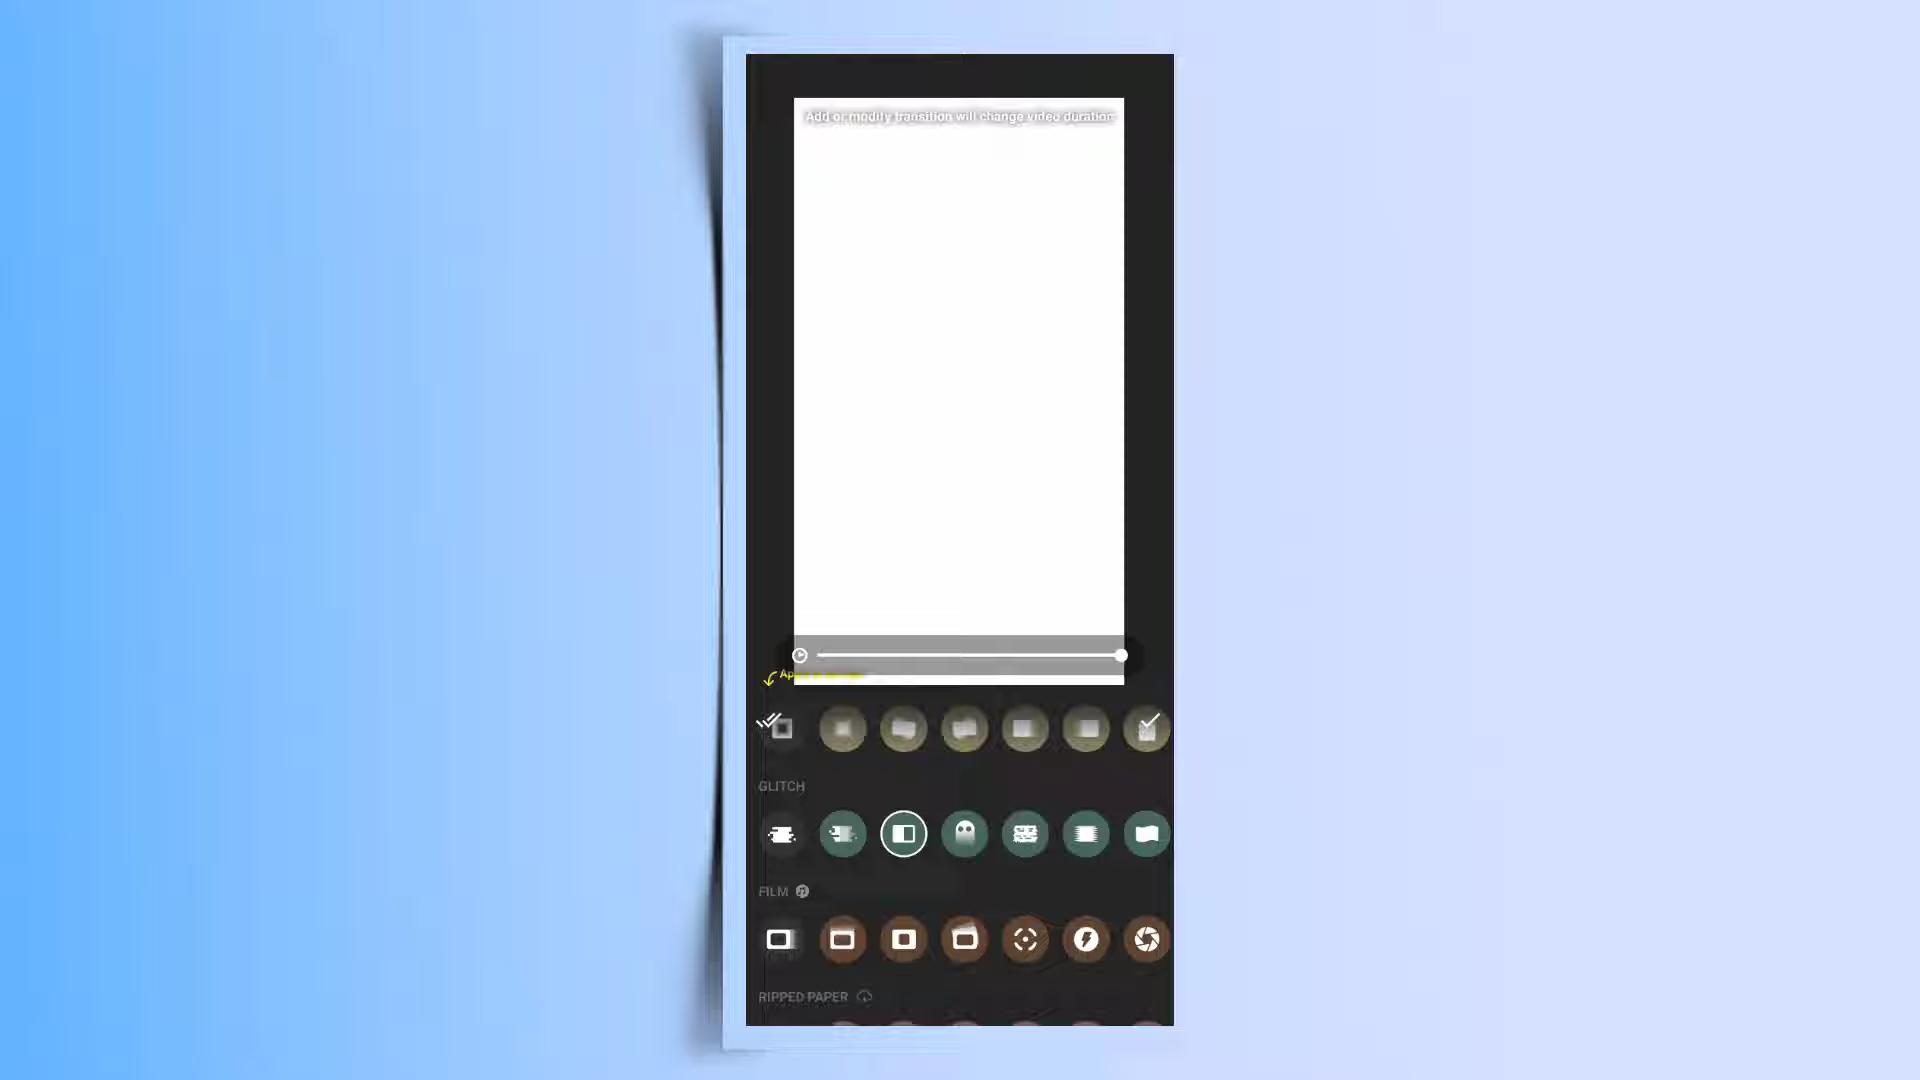 Add or modify transition will change video duration
GLITCH
FILM
RIPPED PAPER